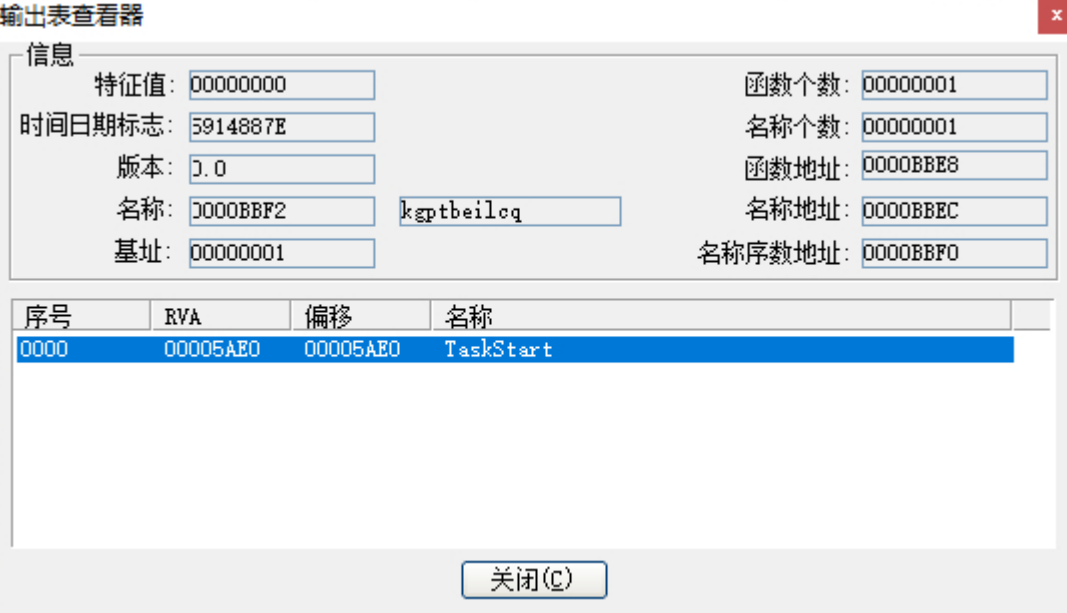 输出表查看器
x
信息
特征值: 00000000
函数个数: 00000001
时间日期标志: 5914887E
名称个数: 00000001
版本: 0.0
函数地址: 0000BBE8
名称: 0000BBF2 kgptbeilcq
名称地址: 0000BBEC
基址: 00000001
名称序数地址: 0000BBF0
序号 RVA 偏移 名称
0000 00005AE0 00005AE0 TaskStart
关闭(C)